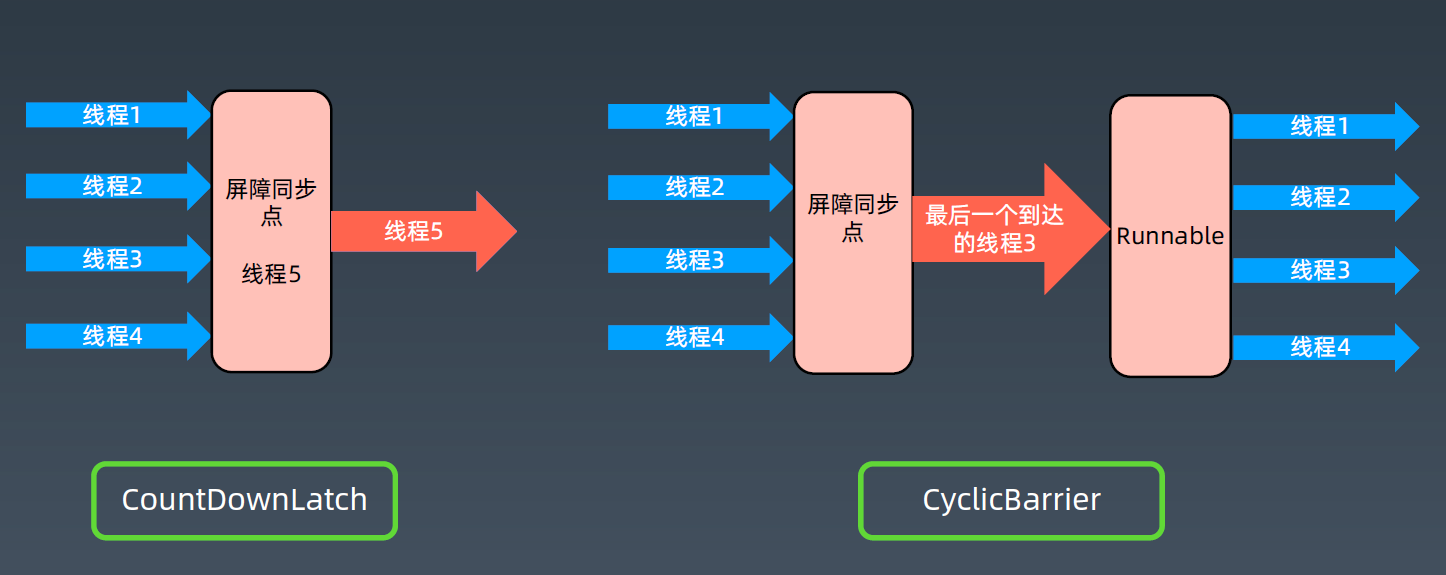 线程1
线程2
线程3
线程4
屏障同步
点
线程5
线程5
CountDownLatch
线程1
线程2
线程3
线程4
屏障同步
点
最后一个到达
的线程3
Runnable
线程1
线程2
线程3
线程4
CyclicBarrier